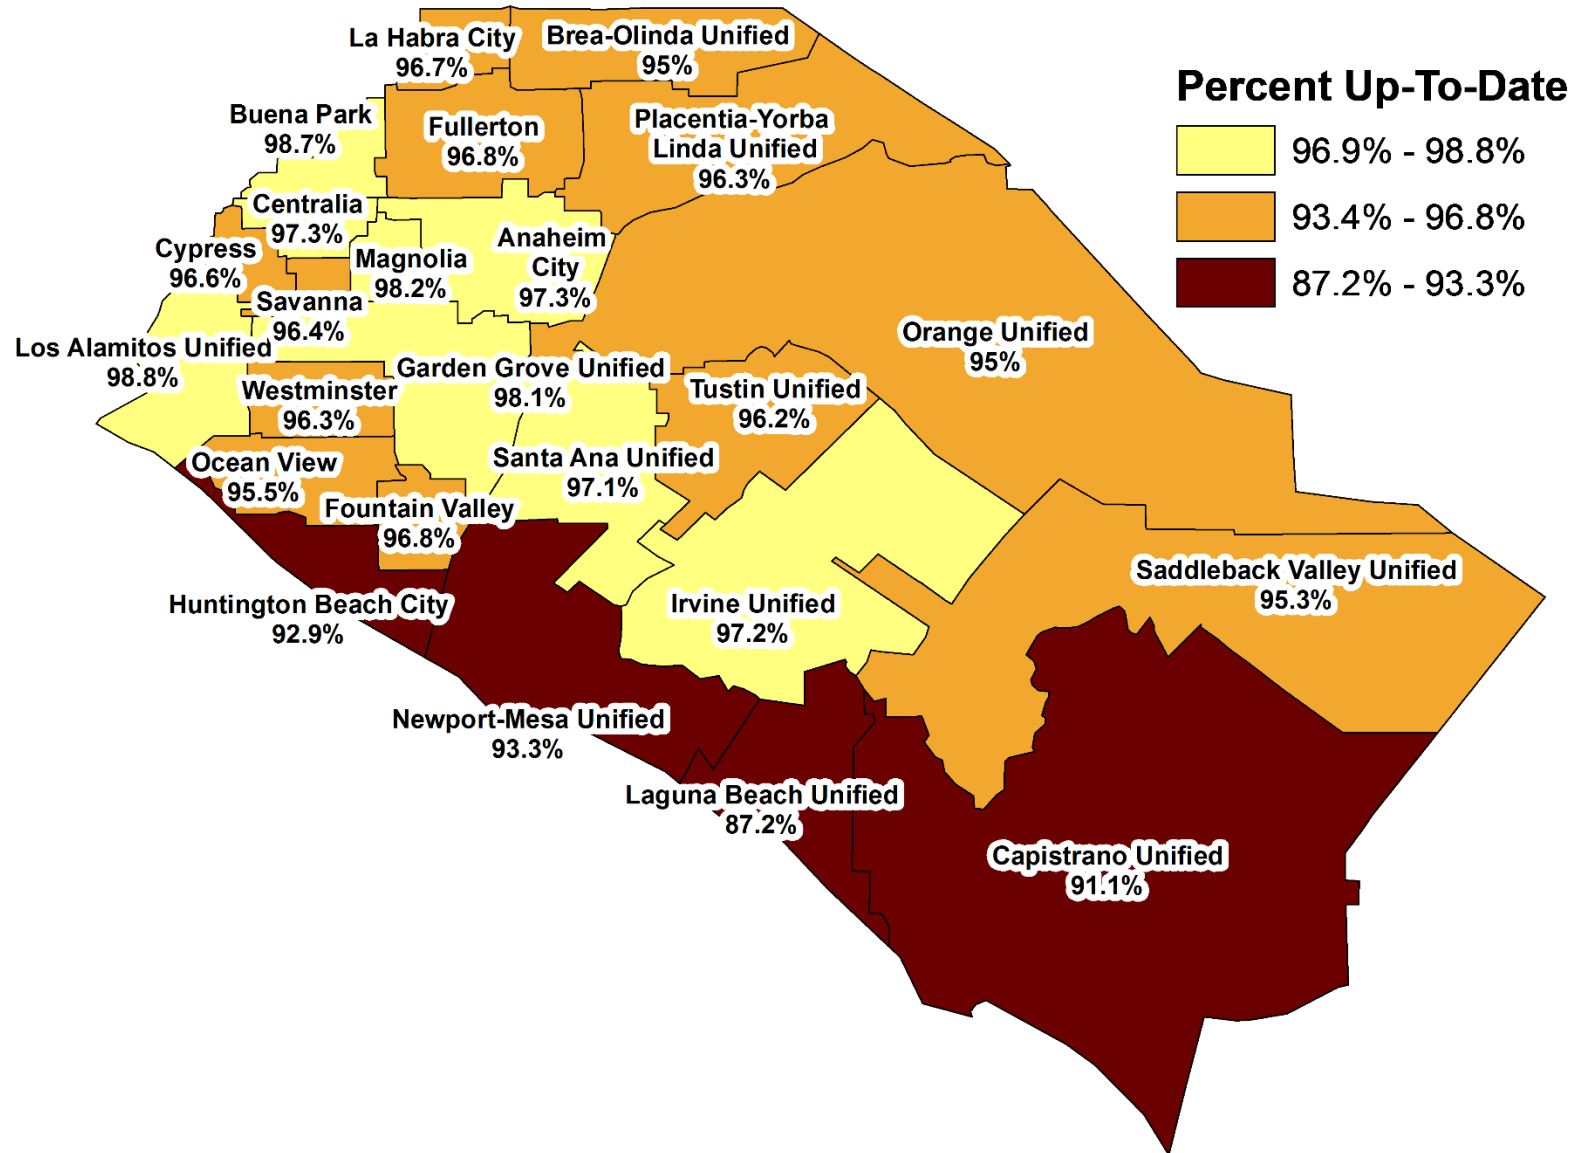 La Habra City
96.7%
Brea-Olinda Unified
95%
Percent Up-To-Date
96.9% - 98.8%
93.4% - 96.8%
87.2% - 93.3%
Buena Park
98.7%
Fullerton
96.8%
Placentia-Yorba
Linda Unified
96.3%
Centralia
97.3%
Cypress
96.6%
Magnolia
98.2%
Anaheim
City
97.3%
Savanna
96.4%
Los Alamitos Unified
98.8%
Orange Unified
95%
Garden Grove Unified
98.1%
Westminster
96.3%
Tustin Unified
96.2%
Ocean View
95.5%
Santa Ana Unified
97.1%
Fountain Valley
96.8%
Saddleback Valley Unified
95.3%
Huntington Beach City
92.9%
Irvine Unified
97.2%
Newport-Mesa Unified
93.3%
Laguna Beach Unified
87.2%
Capistrano Unified
91.1%